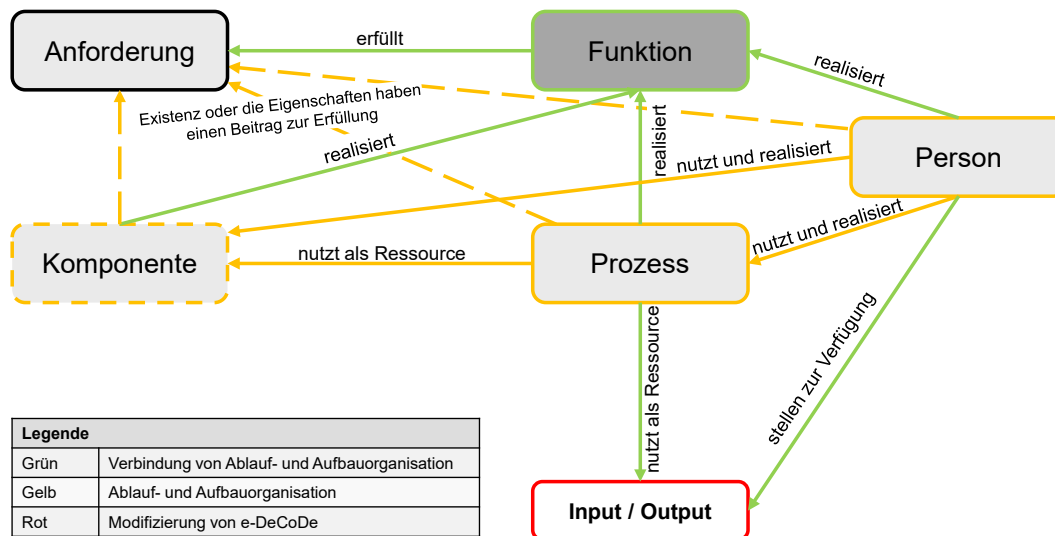 Anforderung
erfüllt
Funktion
realisiert
Existenz oder die Eigenschaften haben
einen Beitrag zur Erfüllung
realisiert
realisiert
nutzt und realisiert
Person
nutzt und realisiert
Komponente
nutzt als Ressource
Prozess
nutzt als Ressource
stellen zur Verfügung
Legende
Grün Verbindung von Ablauf- und Aufbauorganisation
Gelb Ablauf- und Aufbauorganisation
Rot Modifizierung von e-DeCoDe
Input / Output